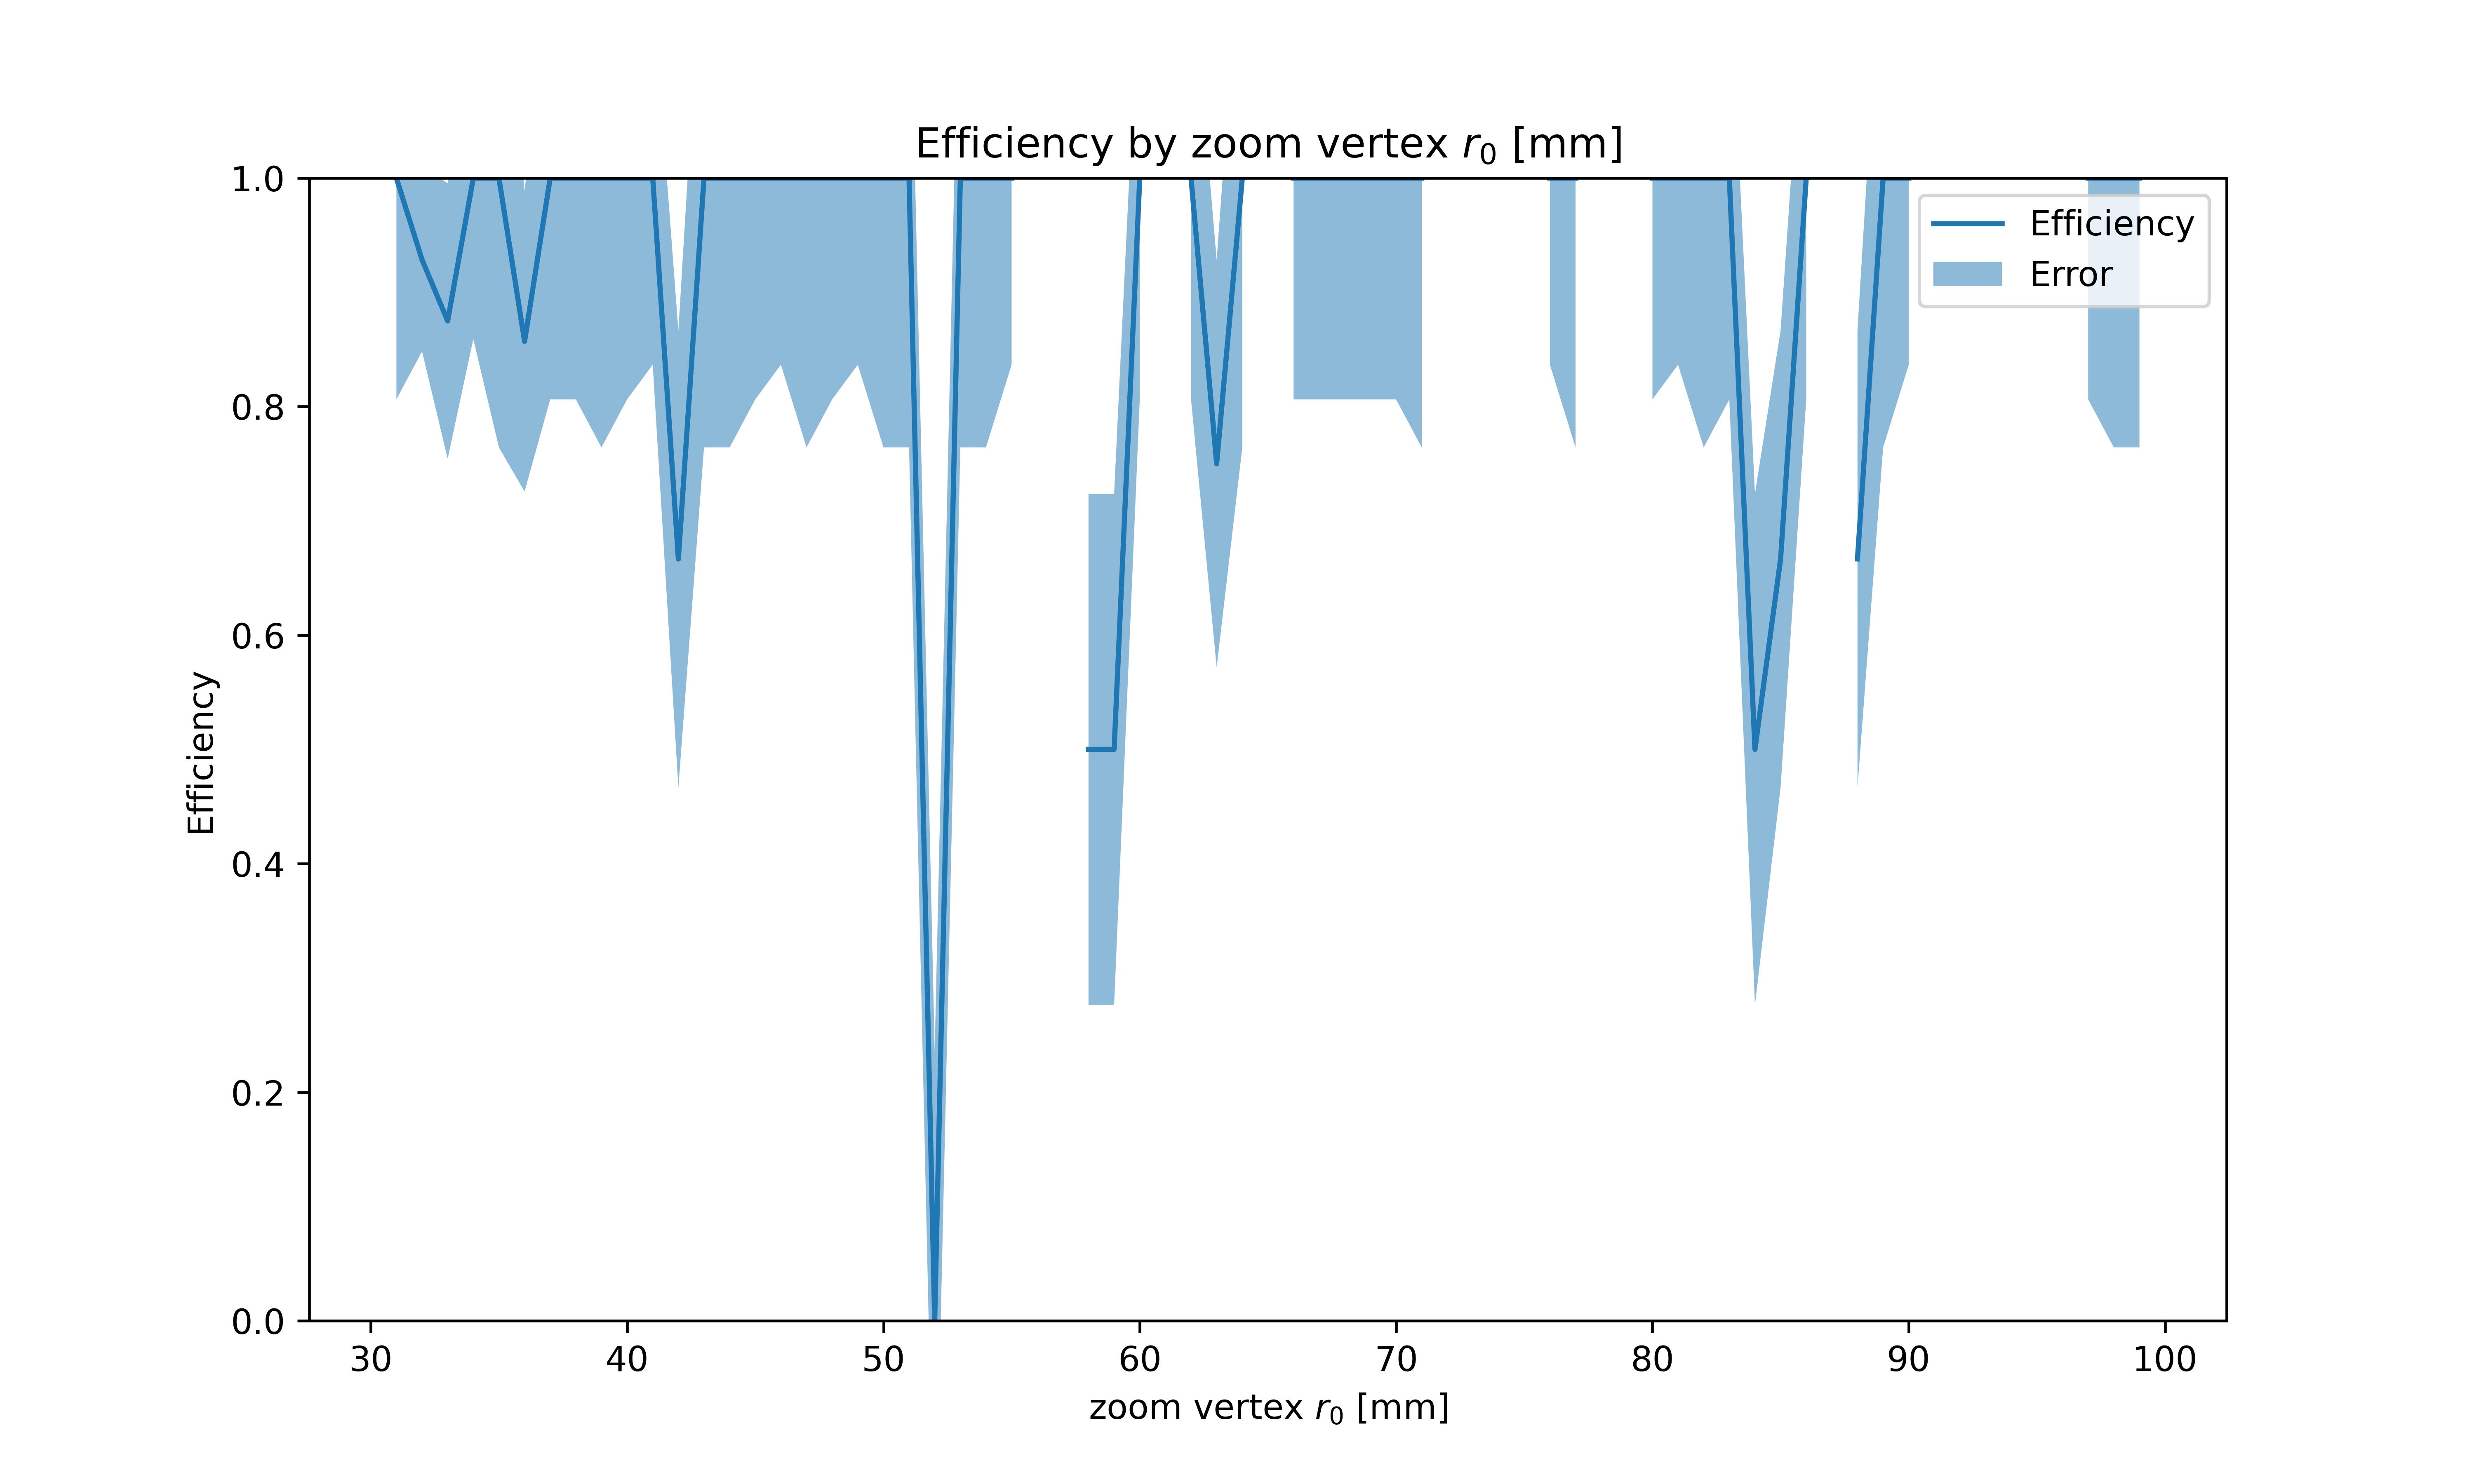 Efficiency by zoom vertex r₀ [mm]
1.0
0.8
0.6
0.4
0.2
0.0
Efficiency
Efficiency
Error
30 40 50 60 70 80 90 100
zoom vertex r₀ [mm]